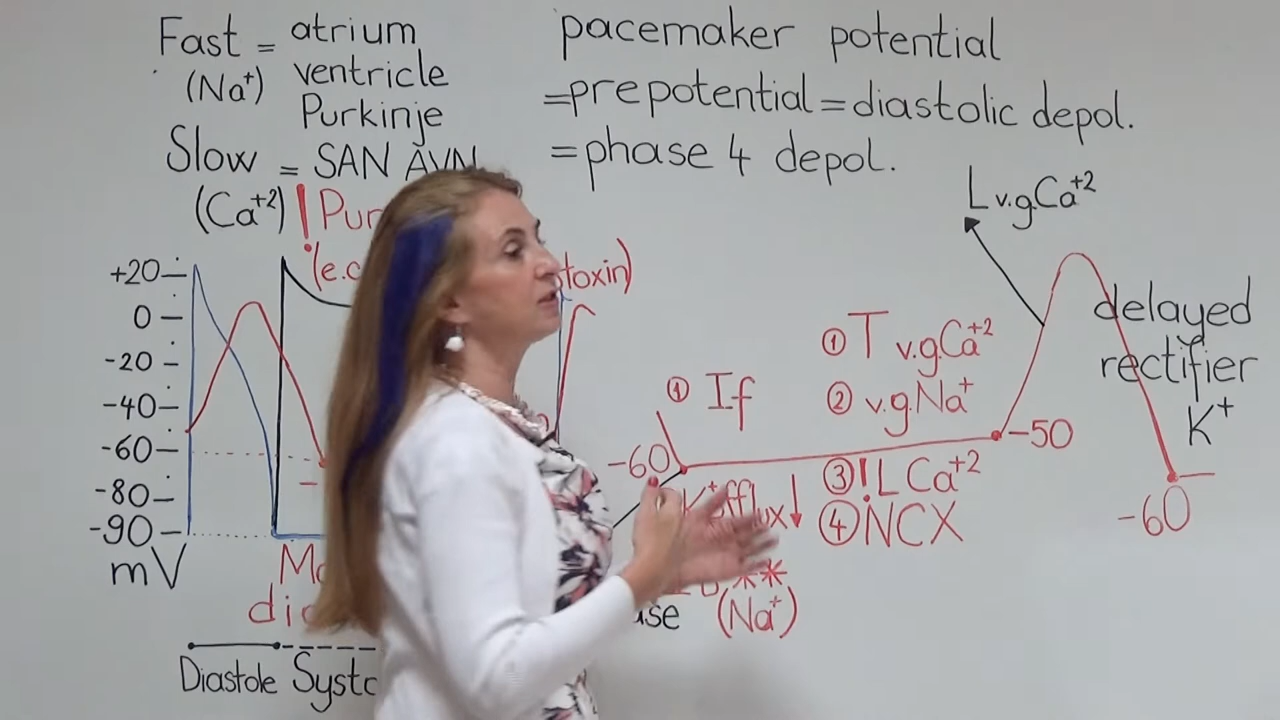 Fast = atrium
(Na⁺) ventricle
Purkinje
Slow = SAN AVN
(Ca⁺²) ! Pur
(e.c
toxin)
pacemaker potential
=prepotential=diastolic depol.
=phase 4 depol.
L v.g.Ca⁺²
+20
0
-20
-40
-60
-80
-90
mV
Diastole
① If
-60
K⁺efflux↓
(Na⁺)
① T v.g.Ca⁺²
② v.g.Na⁺
③ ! L Ca⁺²
④ NCX
-50
delayed
rectifier
K⁺
-60